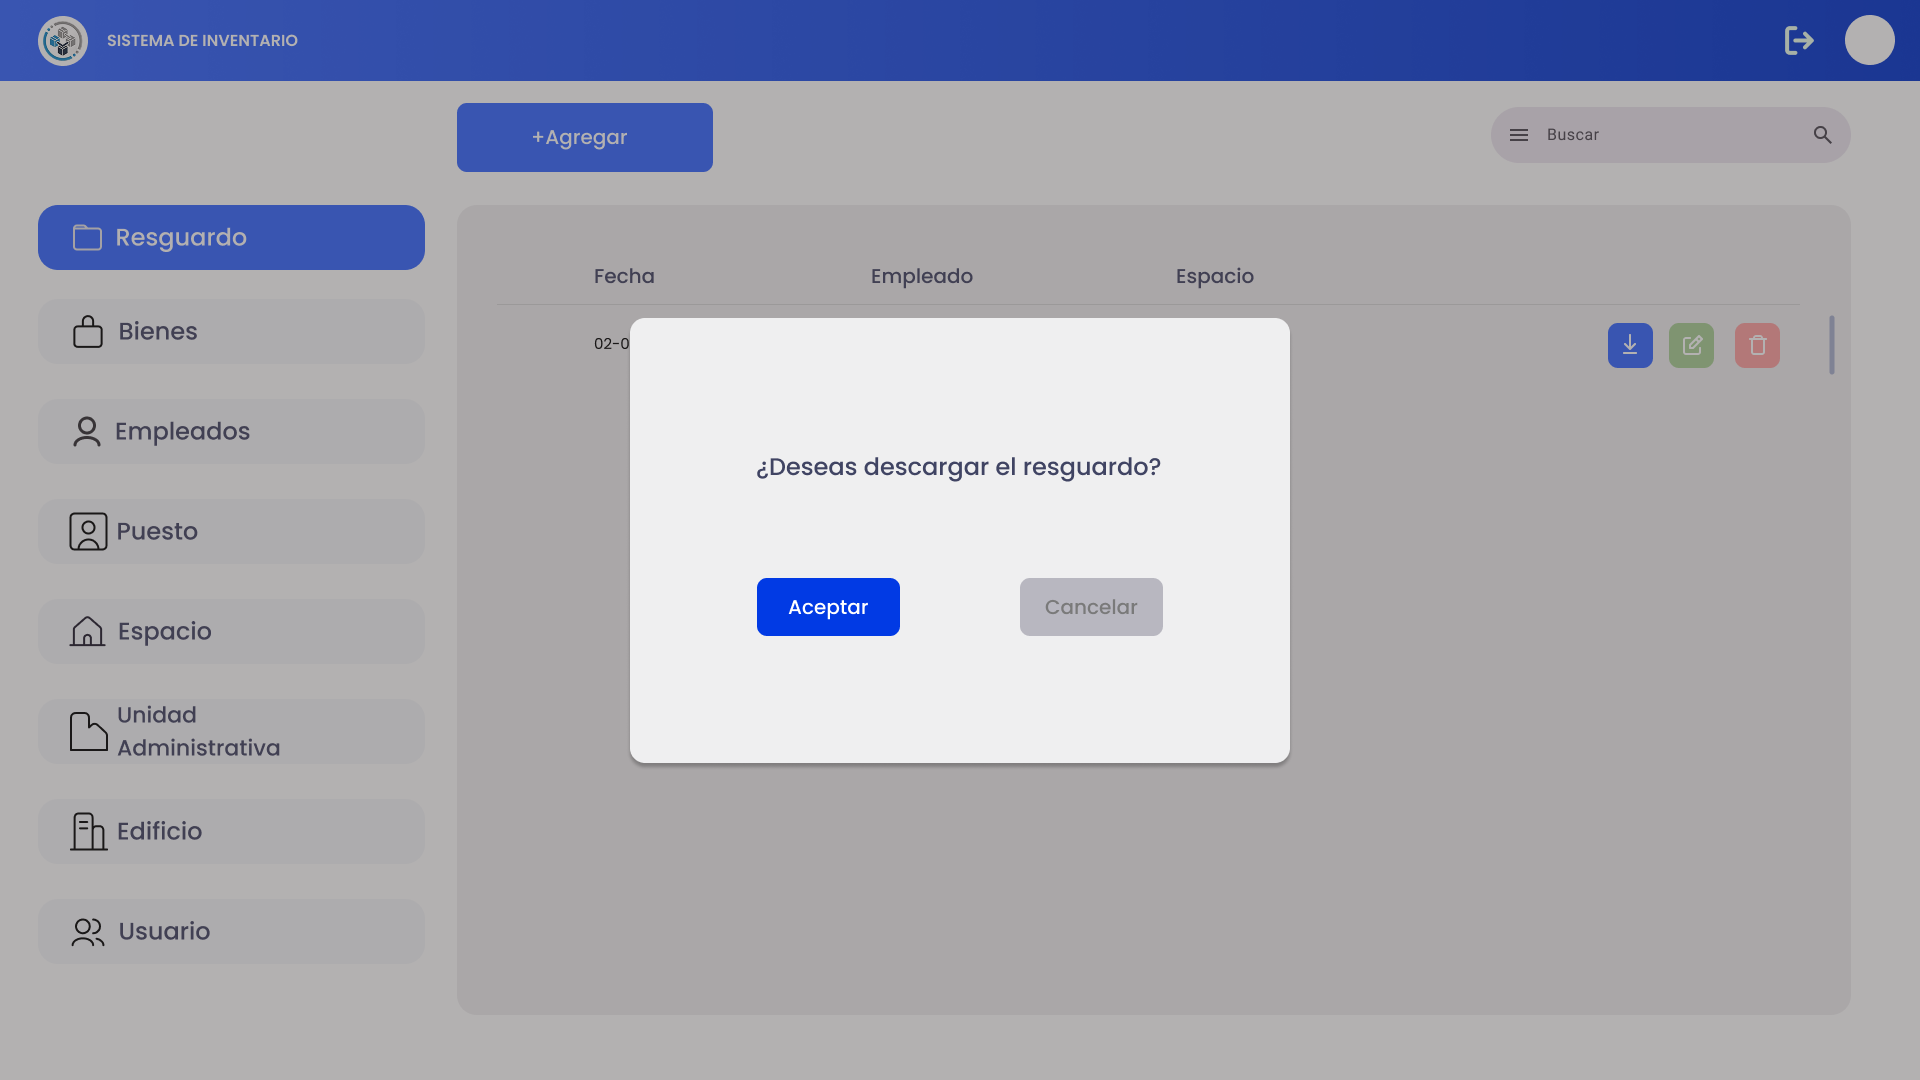 SISTEMA DE INVENTARIO
+Agregar
Buscar
Resguardo
Bienes
Empleados
Puesto
Espacio
Unidad
Administrativa
Edificio
Usuario
Fecha Empleado Espacio
02-0
¿Deseas descargar el resguardo?
Aceptar Cancelar